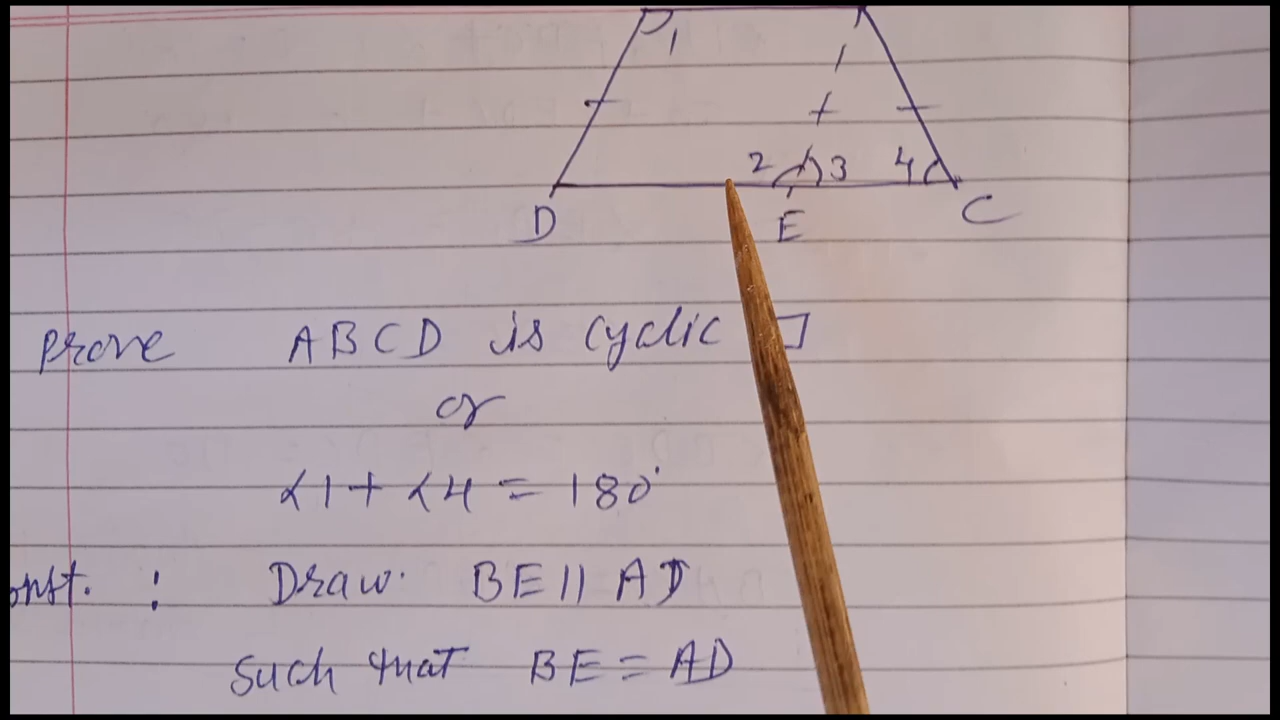 1
2 3 4
D E C
Prove ABCD is cyclic □
or
∠1 + ∠4 = 180°
onst. : Draw BE || AD
such that BE = AD